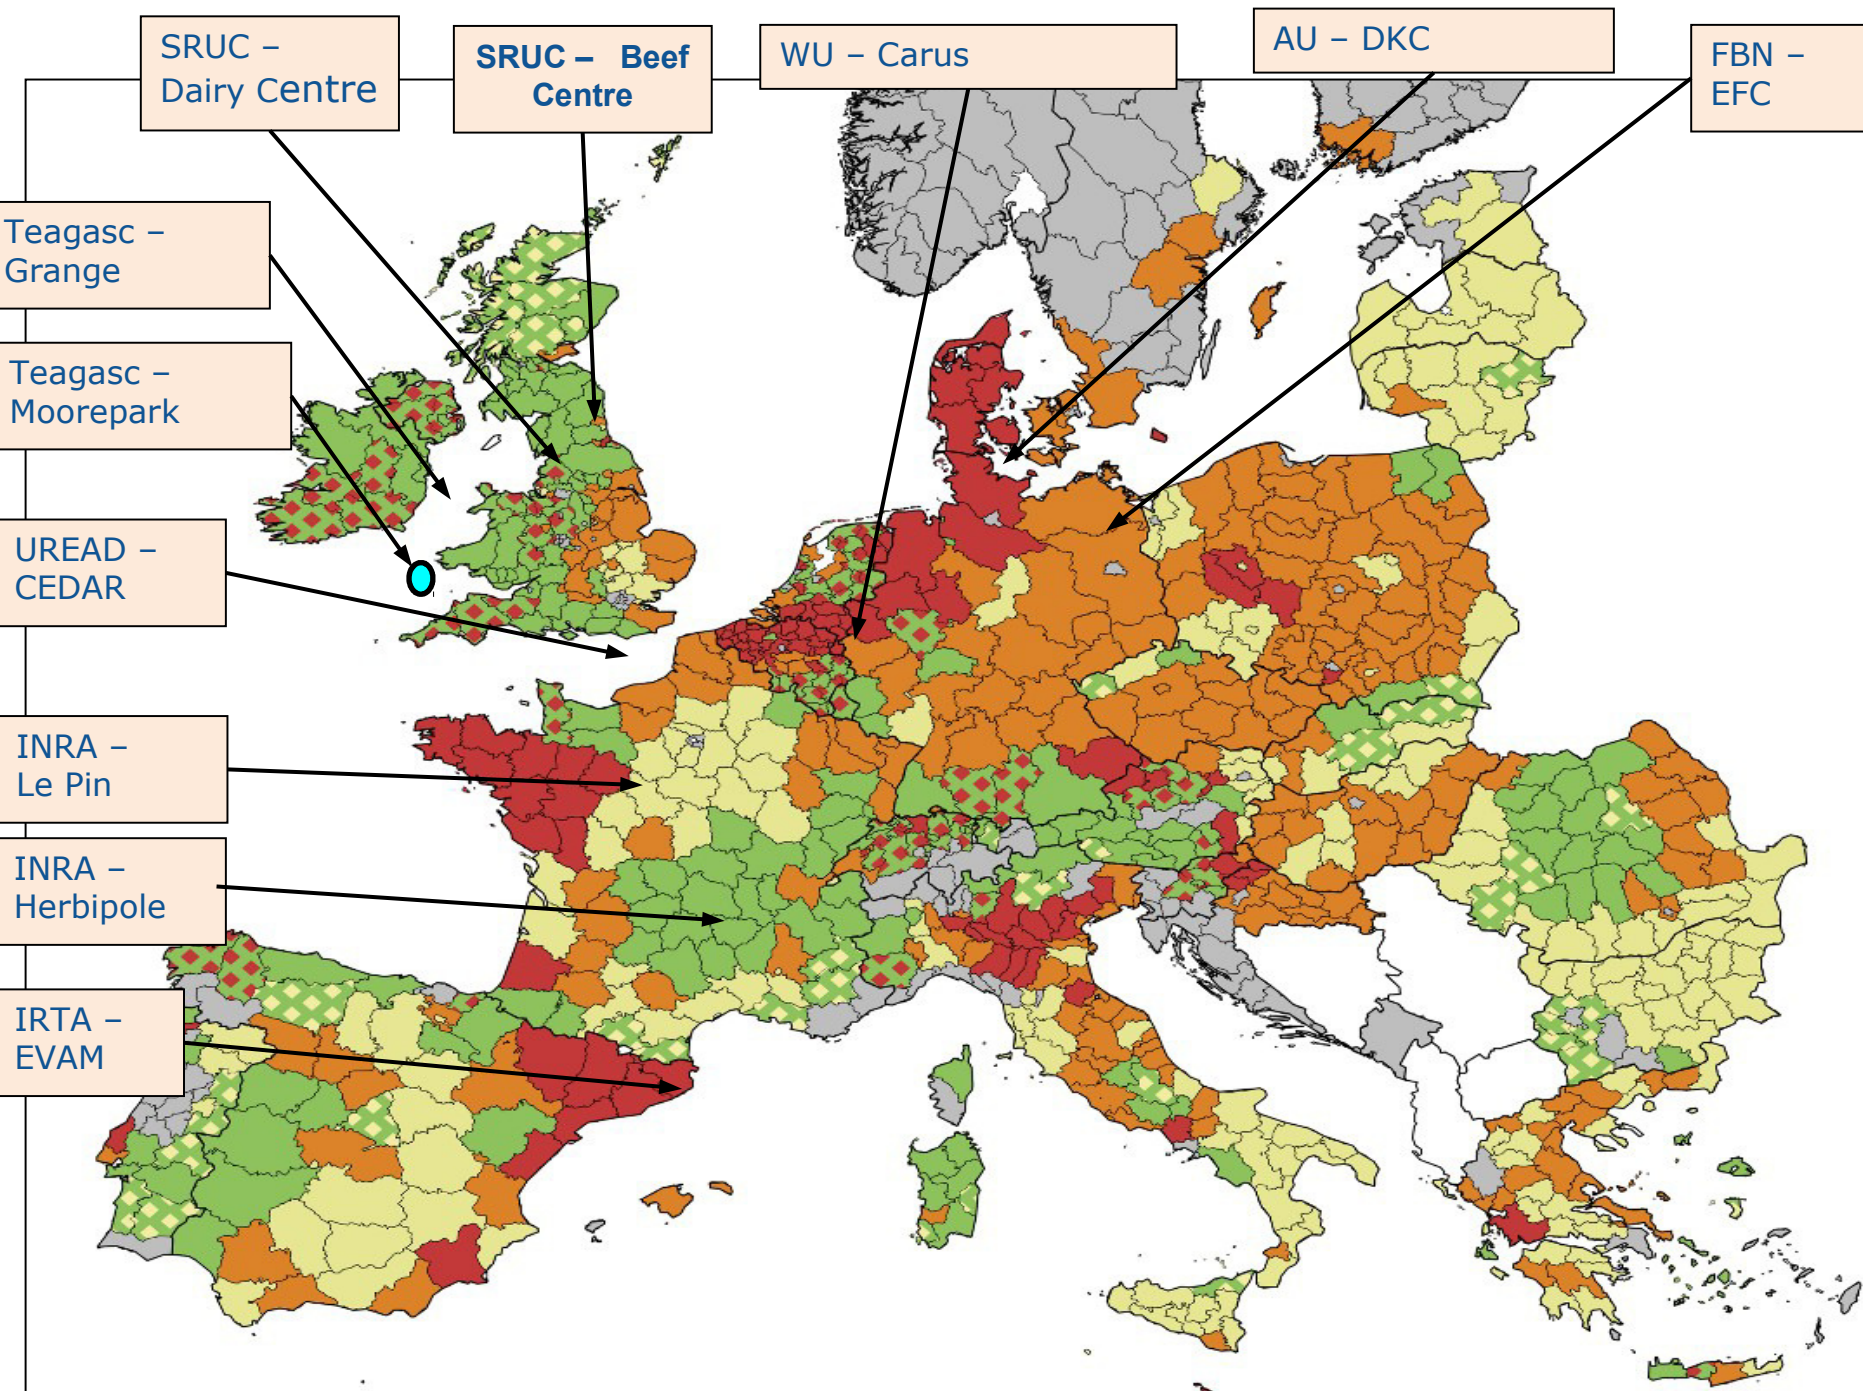 SRUC –
Dairy Centre
SRUC –   Beef
Centre
WU – Carus
AU – DKC
FBN –
EFC
Teagasc –
Grange
Teagasc –
Moorepark
UREAD –
CEDAR
INRA –
Le Pin
INRA –
Herbipole
IRTA –
EVAM